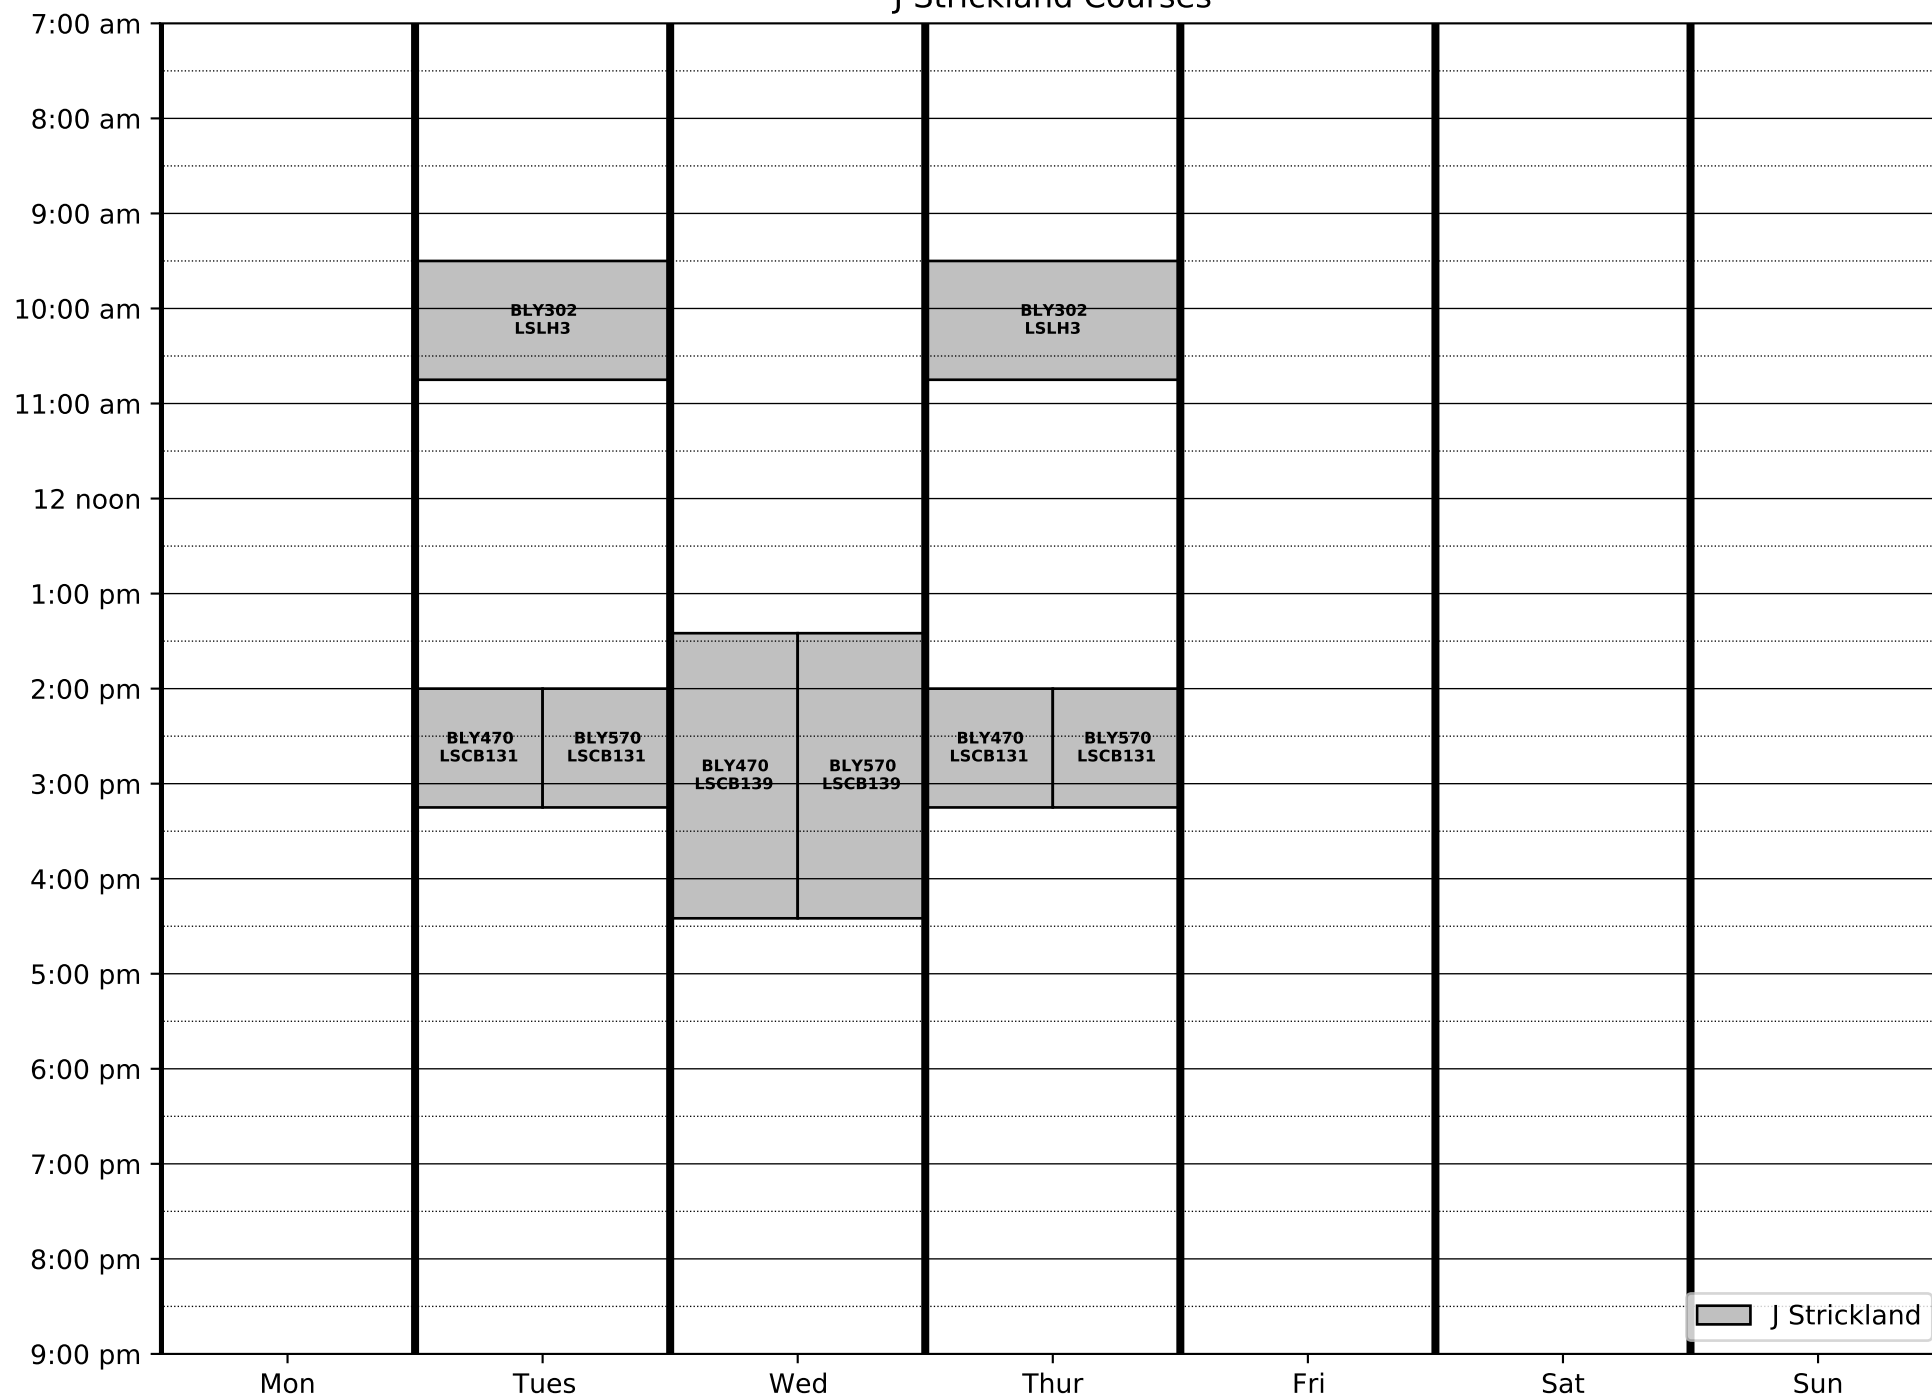 J Strickland Courses
7:00 am
8:00 am
9:00 am
10:00 am
11:00 am
12 noon
1:00 pm
2:00 pm
3:00 pm
4:00 pm
5:00 pm
6:00 pm
7:00 pm
8:00 pm
9:00 pm
BLY302
LSLH3
BLY302
LSLH3
BLY470
LSCB131
BLY570
LSCB131
BLY470
LSCB139
BLY570
LSCB139
BLY470
LSCB131
BLY570
LSCB131
J Strickland
Mon
Tues
Wed
Thur
Fri
Sat
Sun